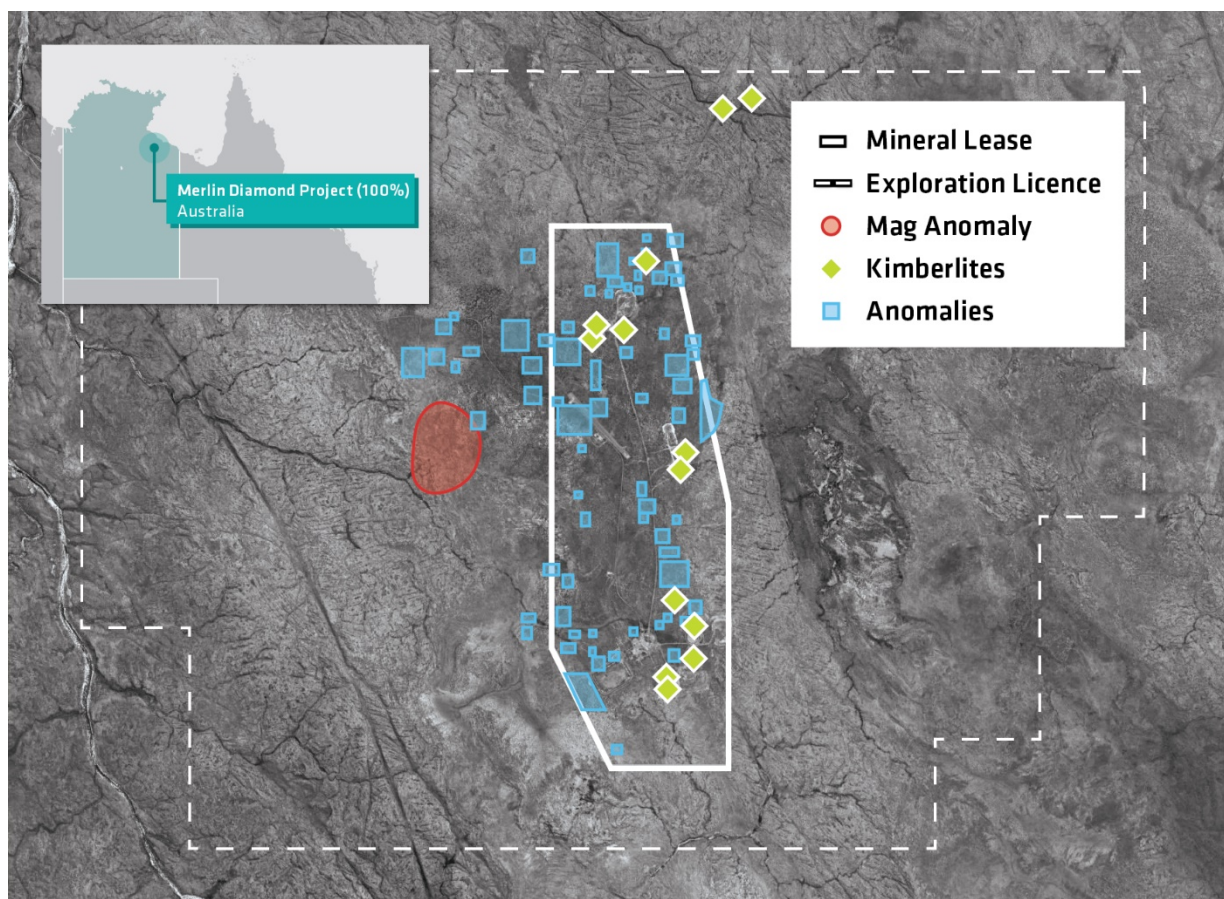 Merlin Diamond Project (100%)
Australia
Mineral Lease
Exploration Licence
Mag Anomaly
Kimberlites
Anomalies